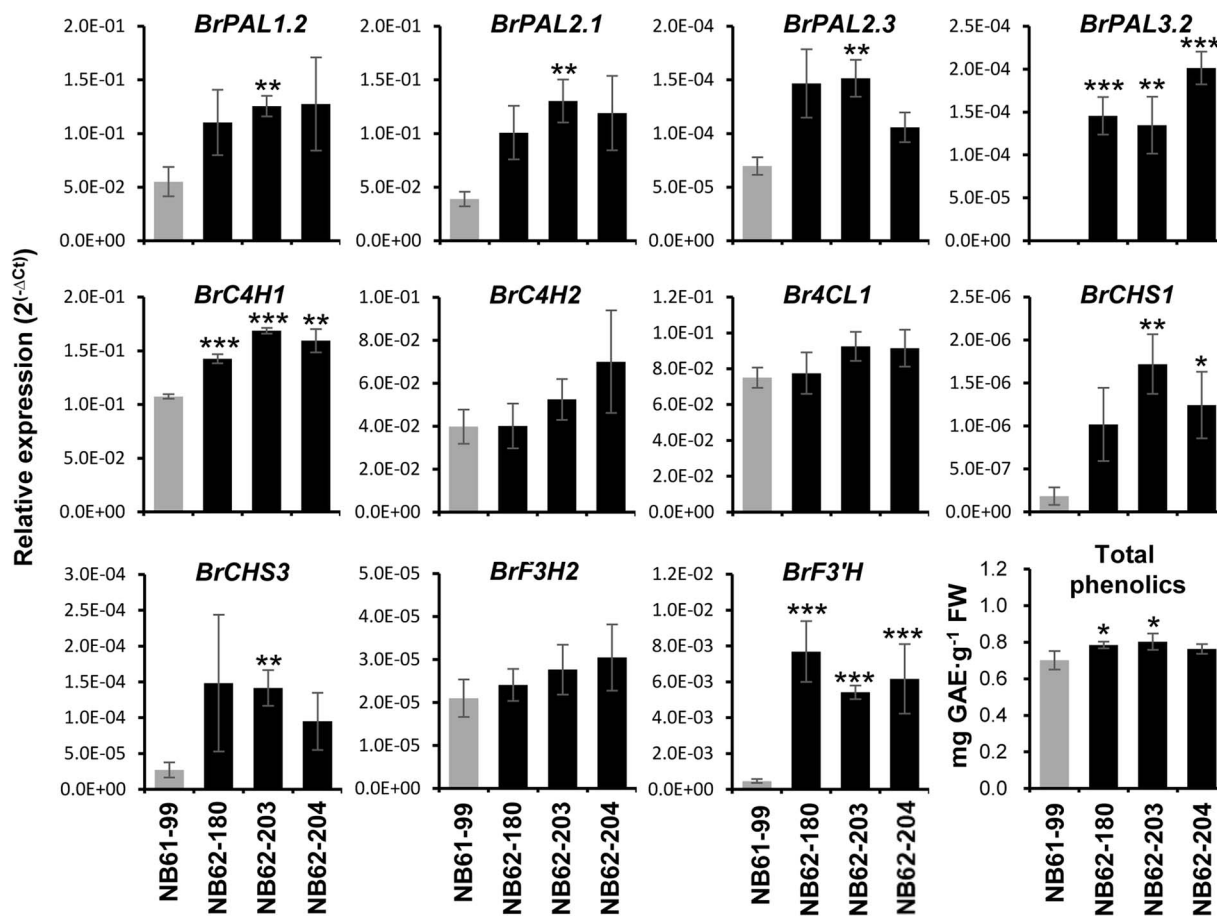 Relative expression (2^(-ΔCt))
BrPAL1.2
2.0E-01
1.5E-01
1.0E-01
5.0E-02
0.0E+00
**
BrPAL2.1
2.0E-01
1.5E-01
1.0E-01
5.0E-02
0.0E+00
**
BrPAL2.3
2.0E-04
1.5E-04
1.0E-04
5.0E-05
0.0E+00
**
BrPAL3.2
2.5E-04
2.0E-04
1.5E-04
1.0E-04
5.0E-05
0.0E+00
*** ** ***
BrC4H1
2.0E-01
1.5E-01
1.0E-01
5.0E-02
0.0E+00
*** *** **
BrC4H2
1.0E-01
8.0E-02
6.0E-02
4.0E-02
2.0E-02
0.0E+00
Br4CL1
1.2E-01
1.0E-01
8.0E-02
6.0E-02
4.0E-02
2.0E-02
0.0E+00
BrCHS1
2.5E-06
2.0E-06
1.5E-06
1.0E-06
5.0E-07
0.0E+00
** *
BrCHS3
3.0E-04
2.5E-04
2.0E-04
1.5E-04
1.0E-04
5.0E-05
0.0E+00
**
BrF3H2
5.0E-05
4.0E-05
3.0E-05
2.0E-05
1.0E-05
0.0E+00
BrF3'H
1.2E-02
1.0E-02
8.0E-03
6.0E-03
4.0E-03
2.0E-03
0.0E+00
*** *** ***
Total
phenolics
mg GAE·g⁻¹ FW
1.2
1.0
0.8
0.6
0.4
0.2
0.0
* *
NB61-99
NB62-180
NB62-203
NB62-204
NB61-99
NB62-180
NB62-203
NB62-204
NB61-99
NB62-180
NB62-203
NB62-204
NB61-99
NB62-180
NB62-203
NB62-204